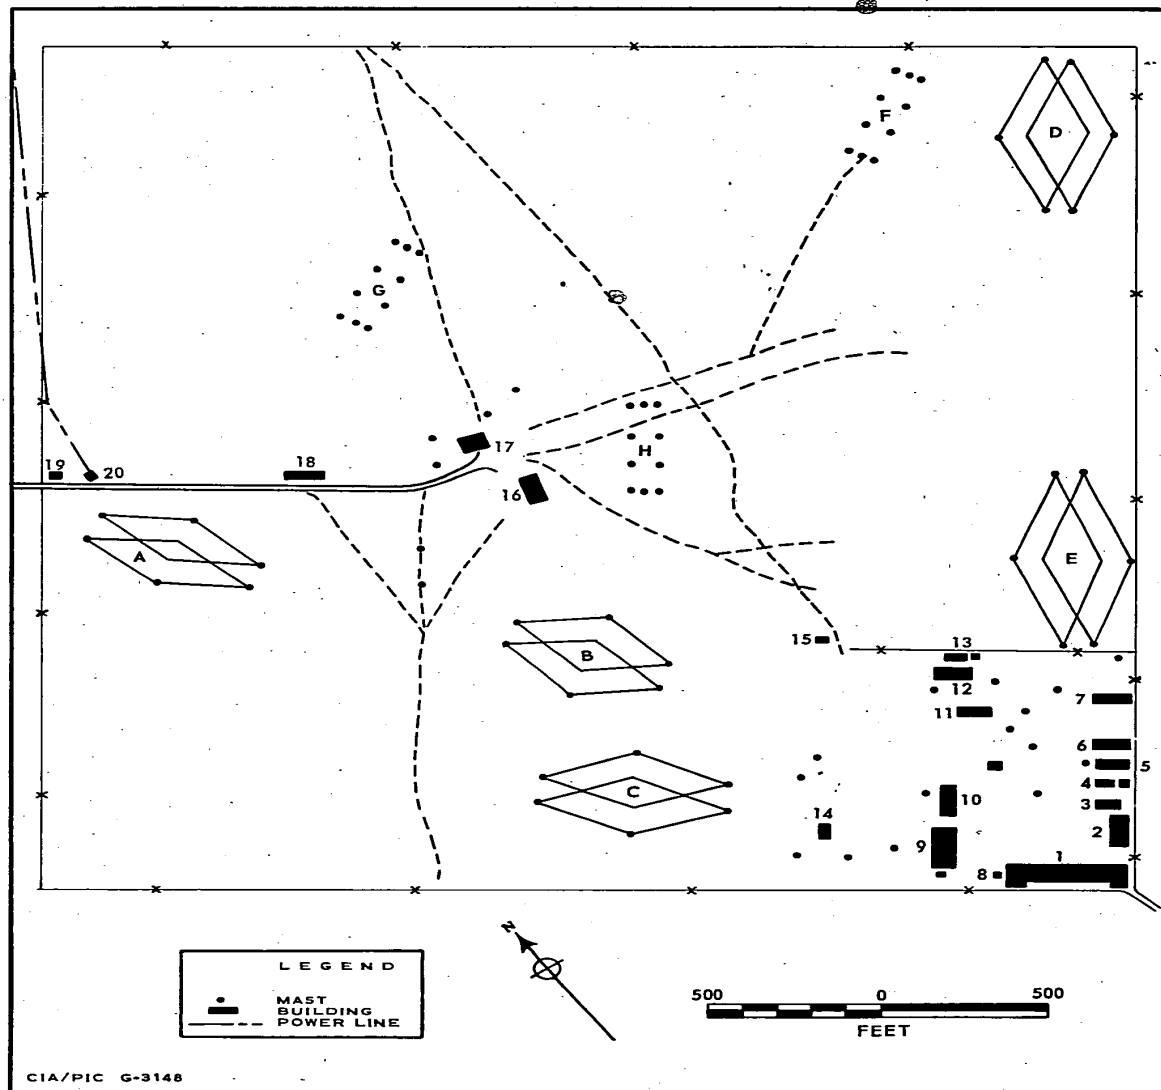 F
D
G
H
17
19
20
18
16
A
E
B
15
13
12
7
11
6
5
C
4
10
3
14
2
9
1
8
N
LEGEND
MAST
BUILDING
POWER LINE
500 0 500
FEET
CIA/PIC G-3148